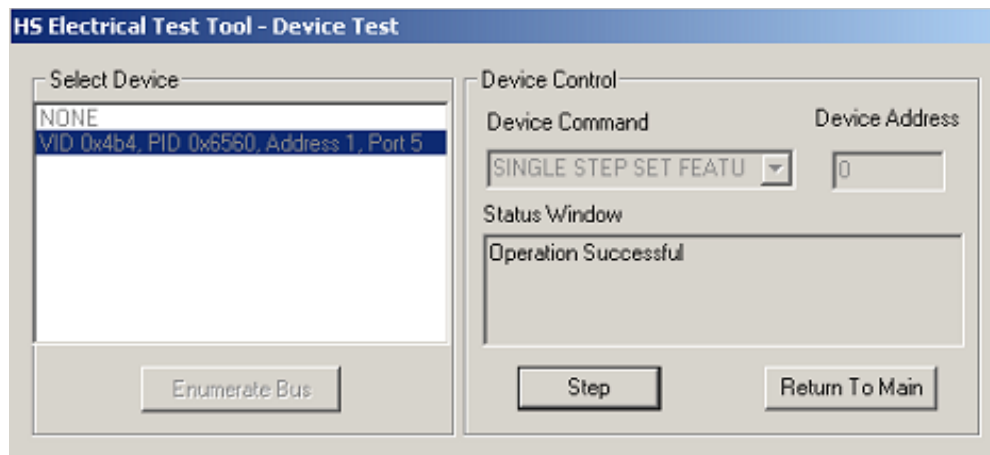 HS Electrical Test Tool - Device Test
Select Device
NONE
VID 0x4b4, PID 0x6560, Address 1, Port 5
Enumerate Bus
Device Control
Device Command
Device Address
SINGLE STEP SET FEATU
0
Status Window
Operation Successful
Step
Return To Main